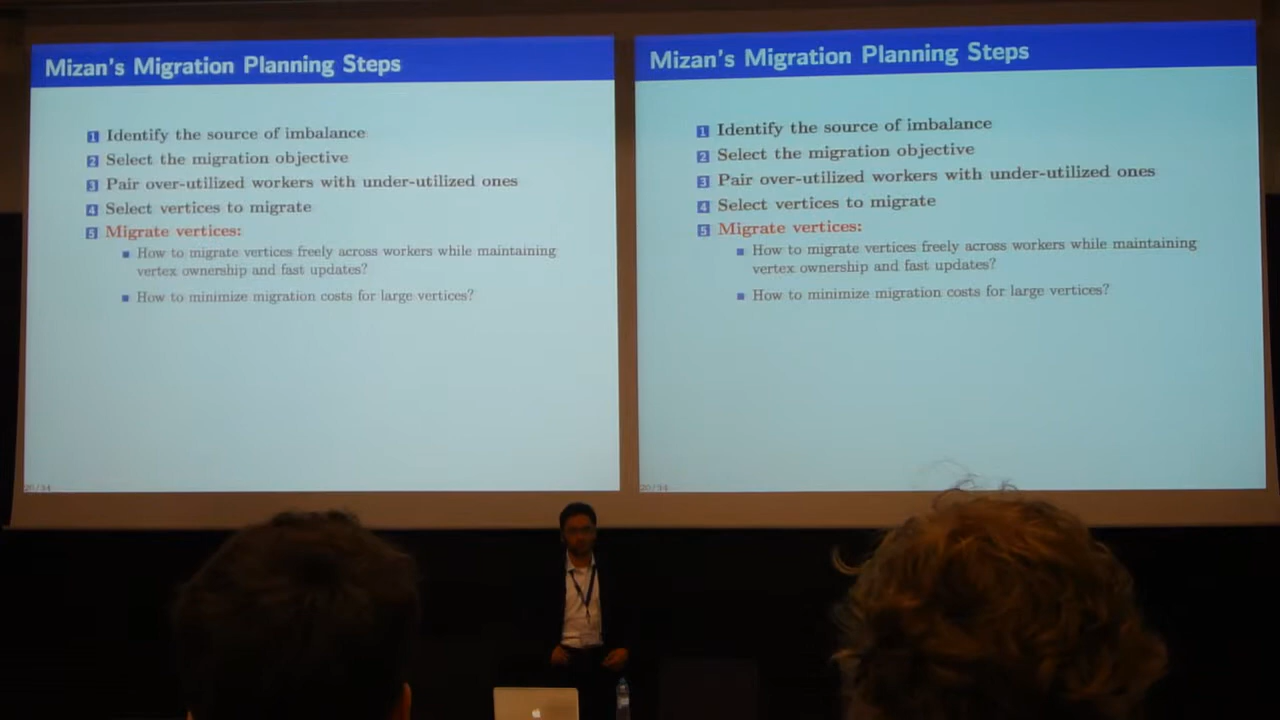 Mizan's Migration Planning Steps
1 Identify the source of imbalance
2 Select the migration objective
3 Pair over-utilized workers with under-utilized ones
4 Select vertices to migrate
5 Migrate vertices:
How to migrate vertices freely across workers while maintaining
vertex ownership and fast updates?
How to minimize migration costs for large vertices?
20/34
Mizan's Migration Planning Steps
1 Identify the source of imbalance
2 Select the migration objective
3 Pair over-utilized workers with under-utilized ones
4 Select vertices to migrate
5 Migrate vertices:
How to migrate vertices freely across workers while maintaining
vertex ownership and fast updates?
How to minimize migration costs for large vertices?
20/34